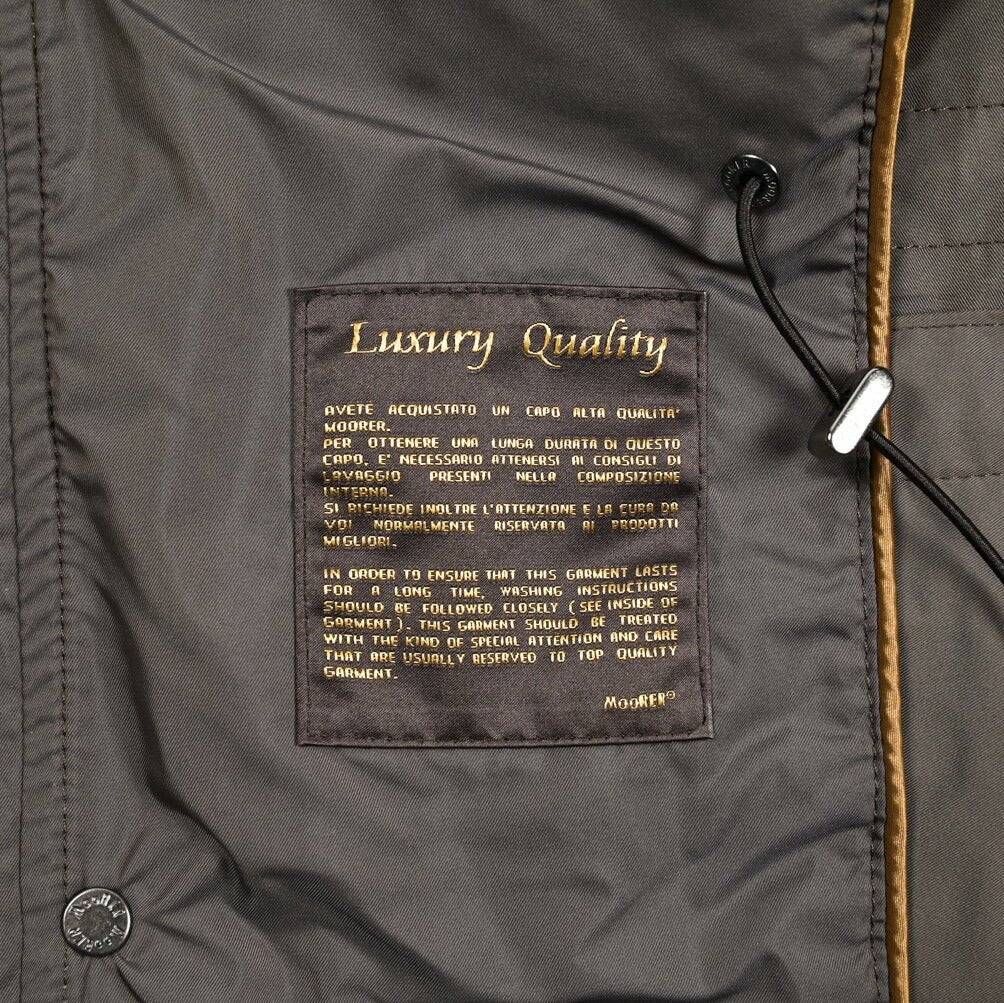 Luxury Quality
AVETE ACQUISTATO UN CAPO ALTA QUALITA'
MOORER.
PER OTTENERE UNA LUNGA DURATA DI QUESTO
CAPO, E' NECESSARIO ATTENERSI AI CONSIGLI DI
LAVAGGIO PRESENTI NELLA COMPOSIZIONE
INTERNA.
SI RICHIEDE INOLTRE L'ATTENZIONE E LA CURA DA
VOI NORMALMENTE RISERVATA AI PRODOTTI
MIGLIORI.
IN ORDER TO ENSURE THAT THIS GARMENT LASTS
FOR A LONG TIME, WASHING INSTRUCTIONS
SHOULD BE FOLLOWED CLOSELY (SEE INSIDE OF
GARMENT). THIS GARMENT SHOULD BE TREATED
WITH THE KIND OF SPECIAL ATTENTION AND CARE
THAT ARE USUALLY RESERVED TO TOP QUALITY
GARMENT.
MooRER®